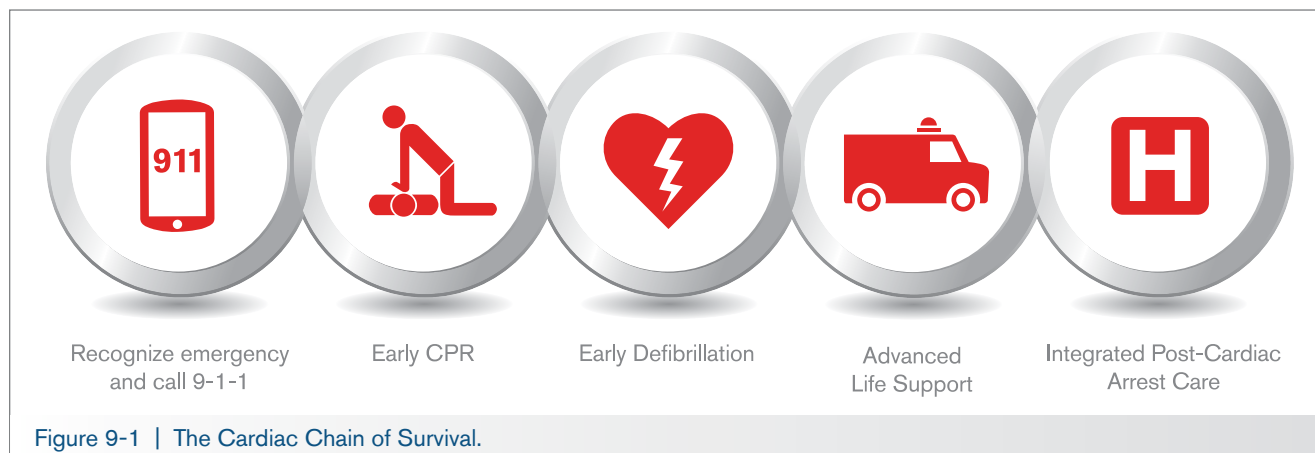 911
H
Recognize emergency
and call 9-1-1
Early CPR
Early Defibrillation
Advanced
Life Support
Integrated Post-Cardiac
Arrest Care
Figure 9-1 | The Cardiac Chain of Survival.